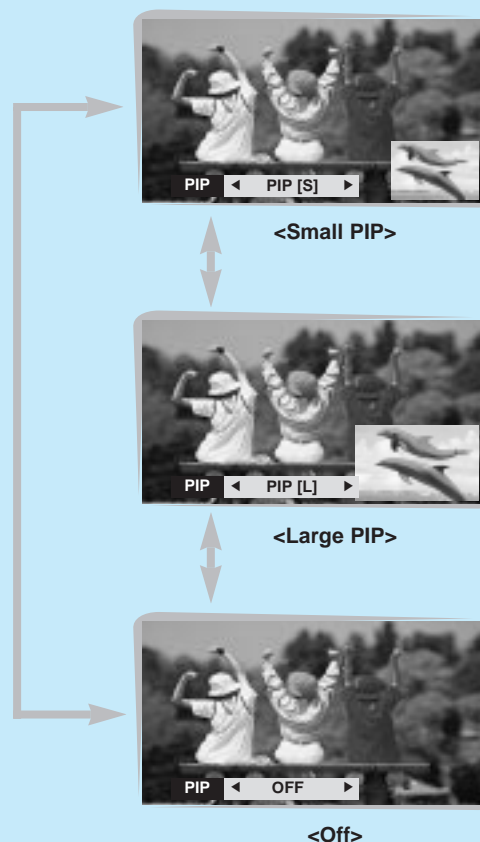 PIP ◀ PIP [S] ▶
<Small PIP>
PIP ◀ PIP [L] ▶
<Large PIP>
PIP ◀ OFF ▶
<Off>